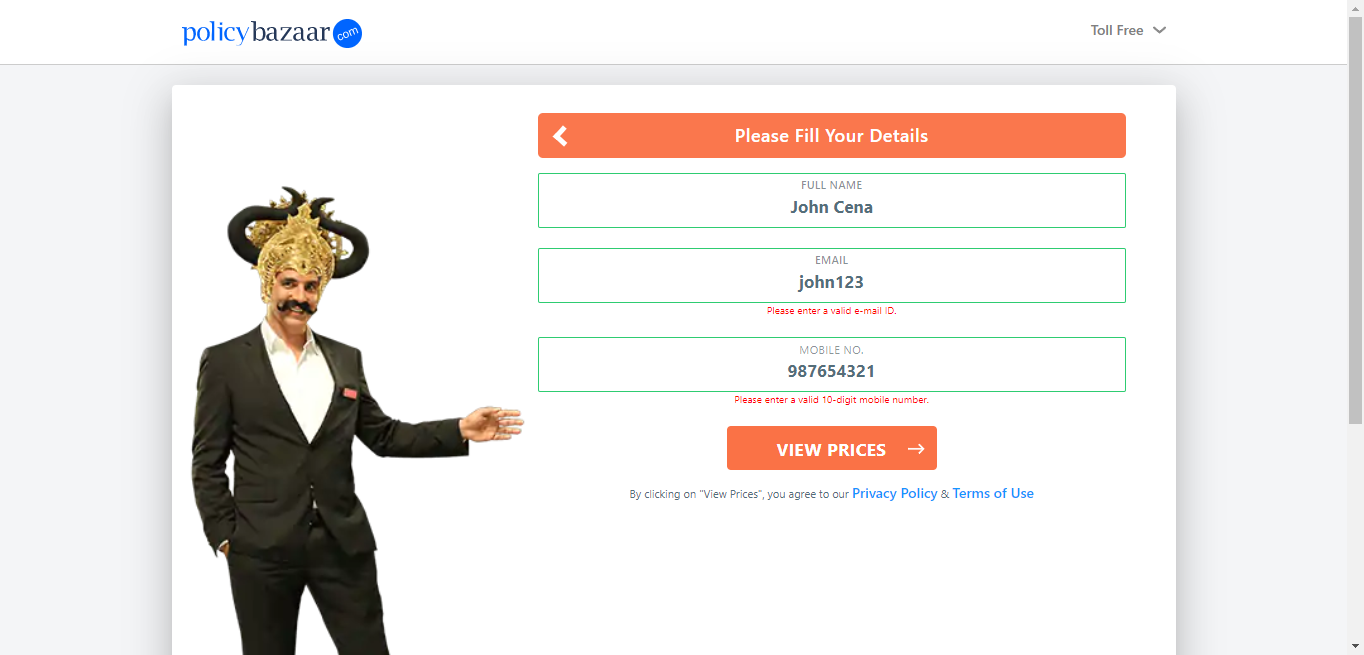 policybazaar com
Toll Free
Please Fill Your Details
FULL NAME
John Cena
EMAIL
john123
Please enter a valid e-mail ID.
MOBILE NO.
987654321
Please enter a valid 10-digit mobile number.
VIEW PRICES
By clicking on "View Prices", you agree to our Privacy Policy & Terms of Use